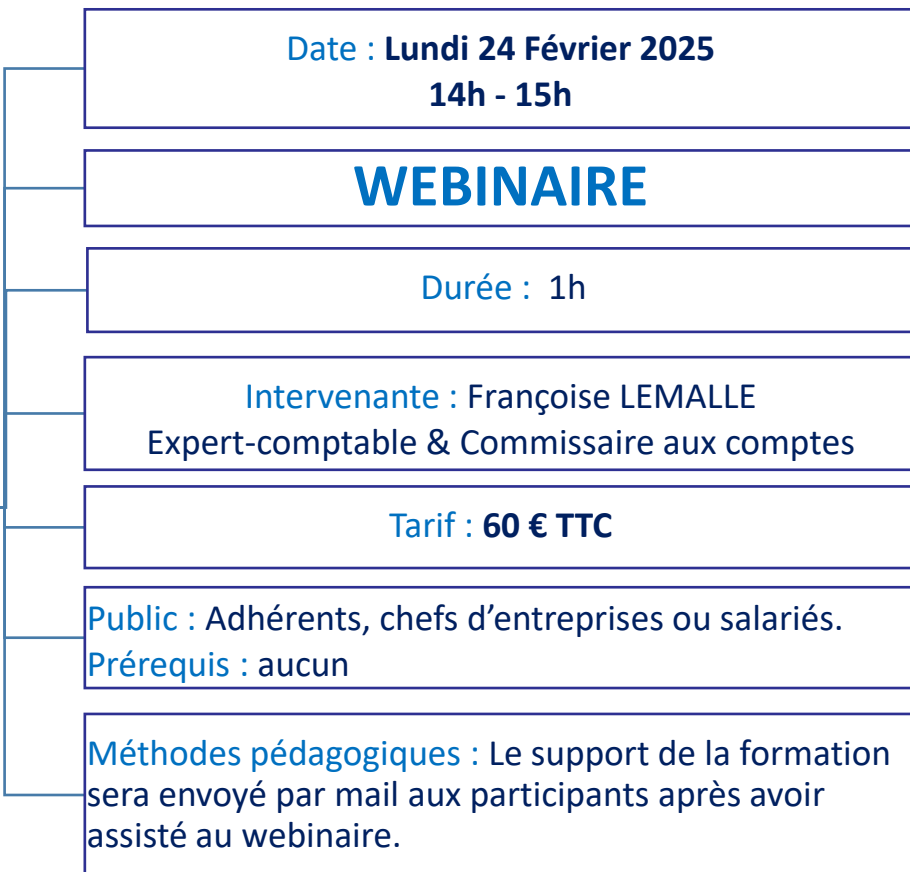 Date : Lundi 24 Février 2025
14h - 15h
WEBINAIRE
Durée : 1h
Intervenante : Françoise LEMALLE
Expert-comptable & Commissaire aux comptes
Tarif : 60 € TTC
Public : Adhérents, chefs d’entreprises ou salariés.
Prérequis : aucun
Méthodes pédagogiques : Le support de la formation
sera envoyé par mail aux participants après avoir
assisté au webinaire.